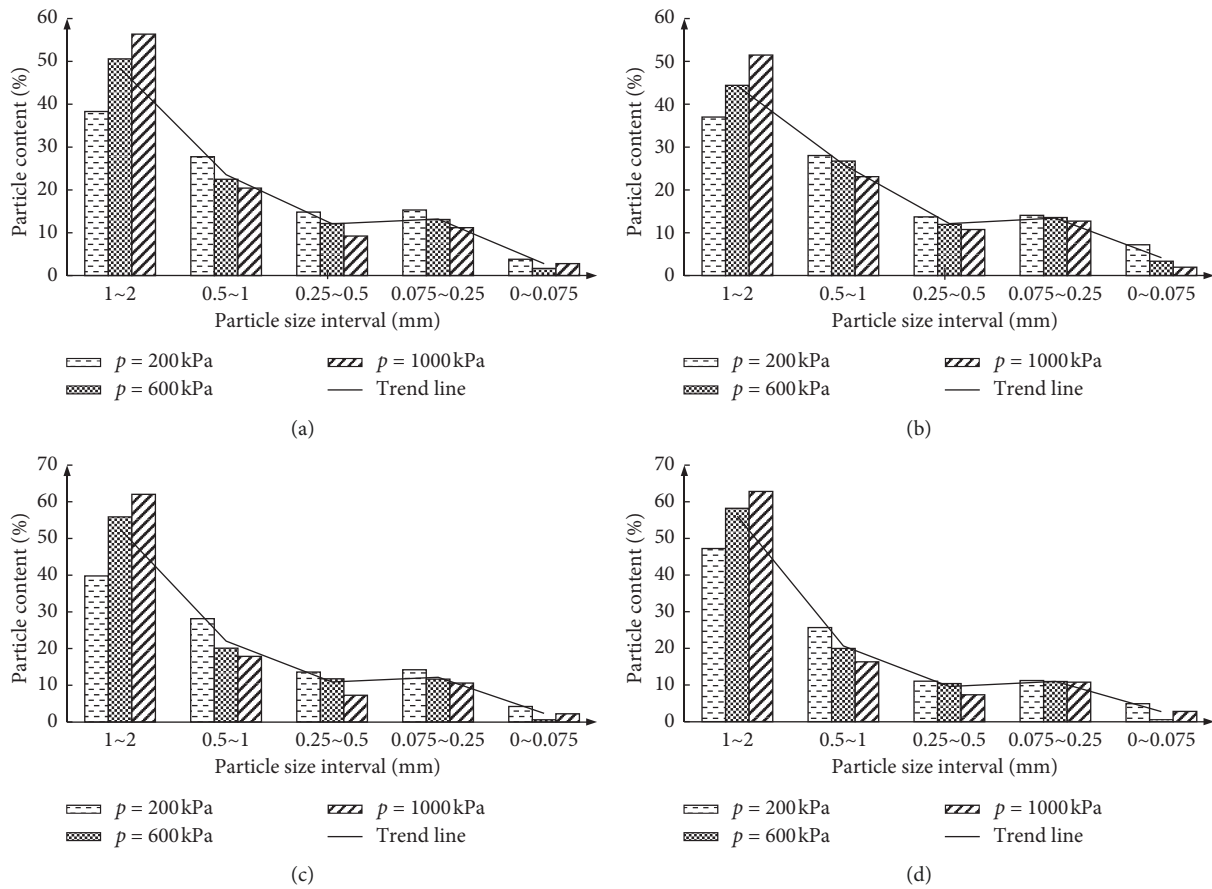 60
50
40
30
20
10
0
Particle content (%)
1~2 0.5~1 0.25~0.5 0.075~0.25 0~0.075
Particle size interval (mm)
p = 200 kPa
p = 600 kPa
p = 1000 kPa
Trend line
(a)
60
50
40
30
20
10
0
Particle content (%)
1~2 0.5~1 0.25~0.5 0.075~0.25 0~0.075
Particle size interval (mm)
p = 200 kPa
p = 600 kPa
p = 1000 kPa
Trend line
(b)
70
60
50
40
30
20
10
0
Particle content (%)
1~2 0.5~1 0.25~0.5 0.075~0.25 0~0.075
Particle size interval (mm)
p = 200 kPa
p = 600 kPa
p = 1000 kPa
Trend line
(c)
70
60
50
40
30
20
10
0
Particle content (%)
1~2 0.5~1 0.25~0.5 0.075~0.25 0~0.075
Particle size interval (mm)
p = 200 kPa
p = 600 kPa
p = 1000 kPa
Trend line
(d)